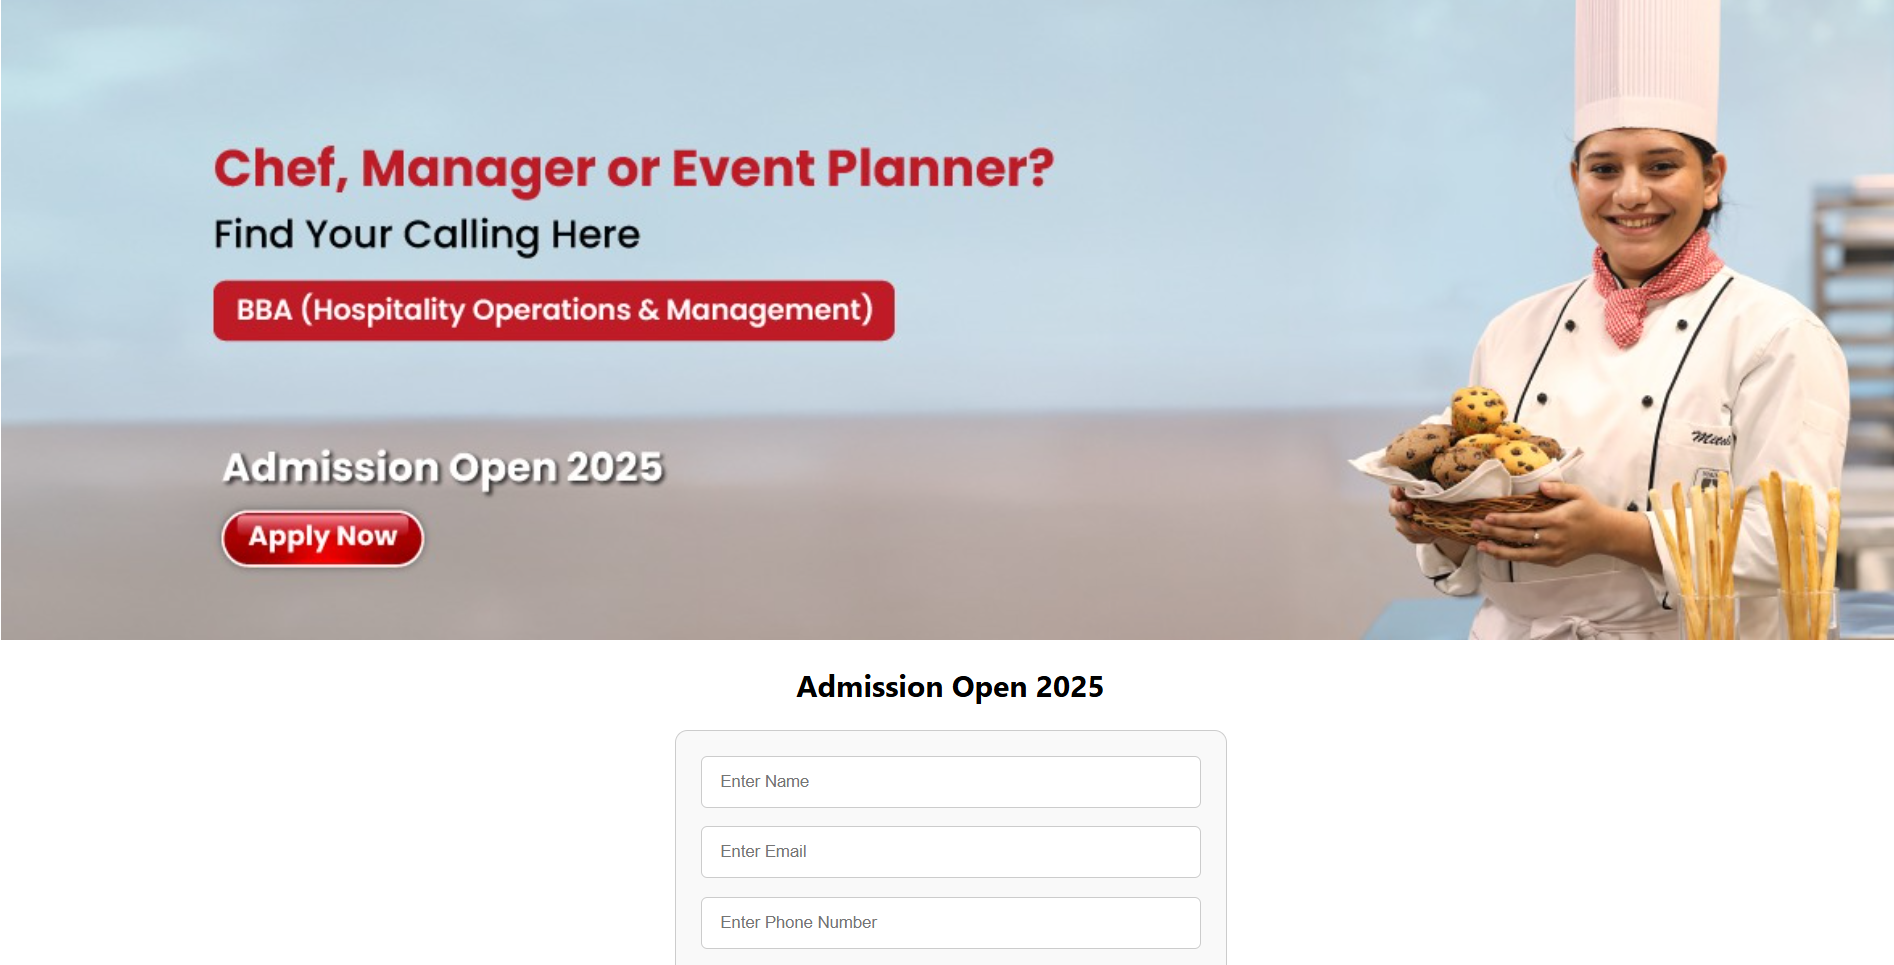 Chef, Manager or Event Planner?
Find Your Calling Here
BBA (Hospitality Operations & Management)
Admission Open 2025
Apply Now
Admission Open 2025
Enter Name
Enter Email
Enter Phone Number